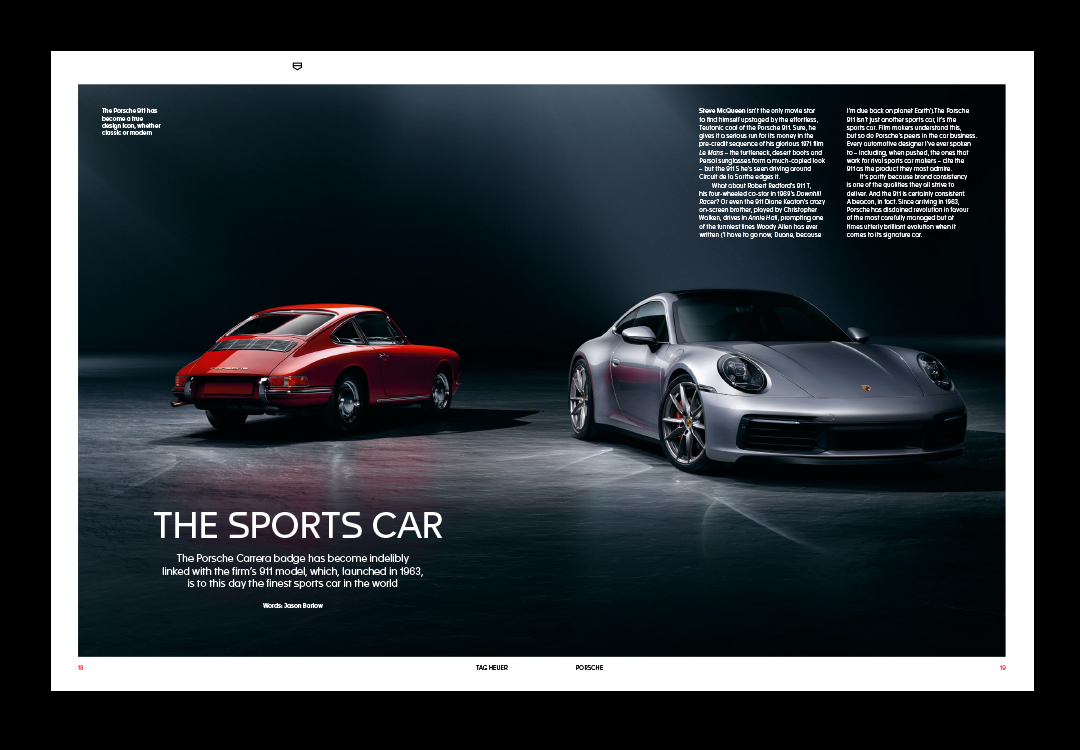 The Porsche 911 has
become a true
design icon, whether
classic or modern
Steve McQueen isn't the only movie star
to find himself upstaged by the effortless,
Teutonic cool of the Porsche 911. Sure, he
gives it a serious run for its money in the
pre-credit sequence of his glorious 1971 film
Le Mans – the turtleneck, desert boots and
Persol sunglasses form a much-copied look
– but the 911 S he's seen driving around
Circuit de la Sarthe edges it.
What about Robert Redford's 911 T,
his four-wheeled co-star in 1969's Downhill
Racer? Or even the 911 Diane Keaton's crazy
on-screen brother, played by Christopher
Walken, drives in Annie Hall, prompting one
of the funniest lines Woody Allen has ever
written ('I have to go now, Duane, because
I'm due back on planet Earth').The Porsche
911 isn't just another sports car, it's the
sports car. Film makers understand this,
but so do Porsche's peers in the car business.
Every automotive designer I've ever spoken
to – including, when pushed, the ones that
work for rival sports car makers – cite the
911 as the product they most admire.
It's partly because brand consistency
is one of the qualities they all strive to
deliver. And the 911 is certainly consistent.
A beacon, in fact. Since arriving in 1963,
Porsche has disdained revolution in favour
of the most carefully managed but at
times utterly brilliant evolution when it
comes to its signature car.
THE SPORTS CAR
The Porsche Carrera badge has become indelibly
linked with the firm's 911 model, which, launched in 1963,
is to this day the finest sports car in the world
Words: Jason Barlow
18
TAG HEUER
PORSCHE
19